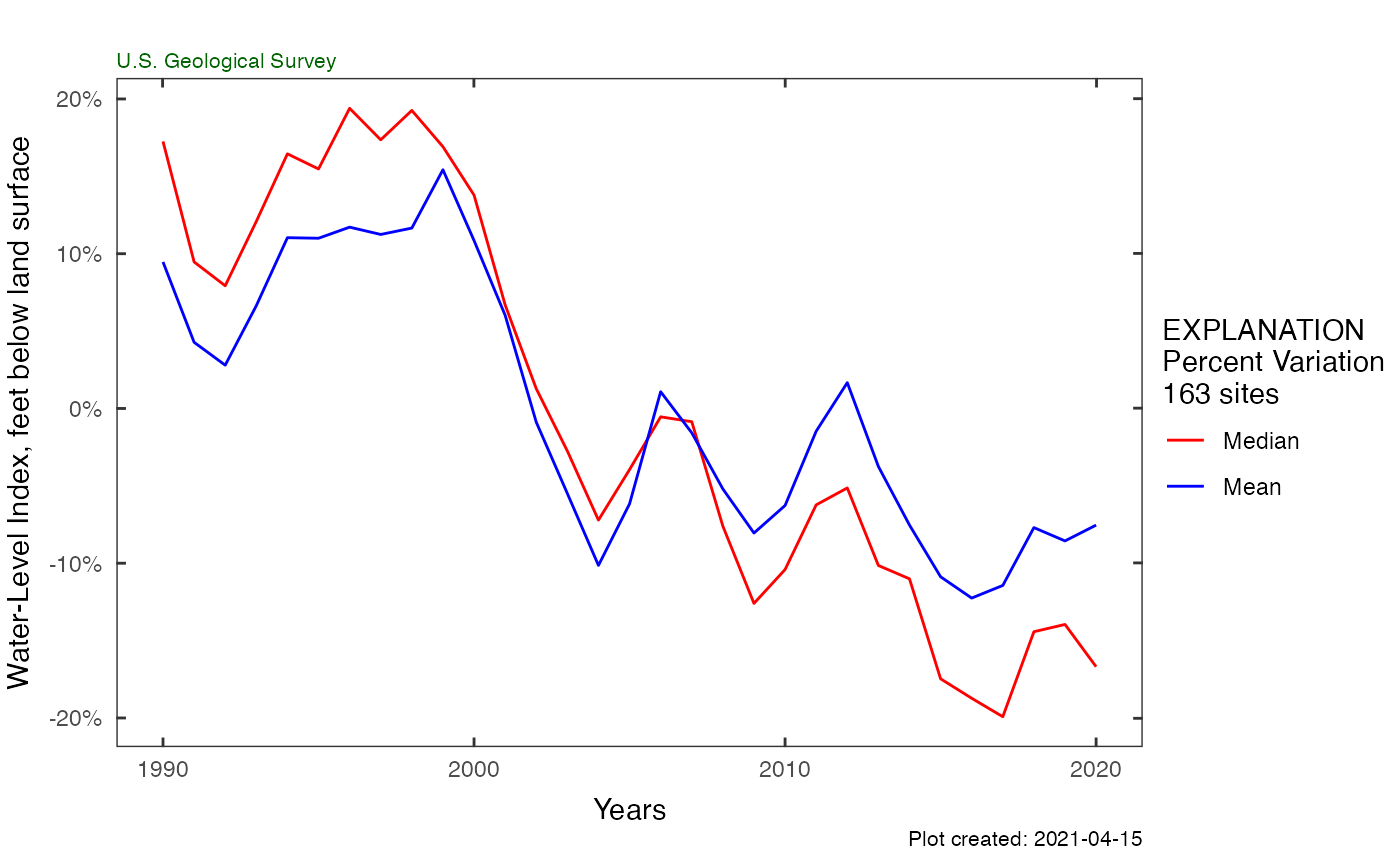 U.S. Geological Survey
Water-Level Index, feet below land surface
20%
10%
0%
-10%
-20%
1990
2000
2010
2020
Years
EXPLANATION
Percent Variation
163 sites
Median
Mean
Plot created: 2021-04-15